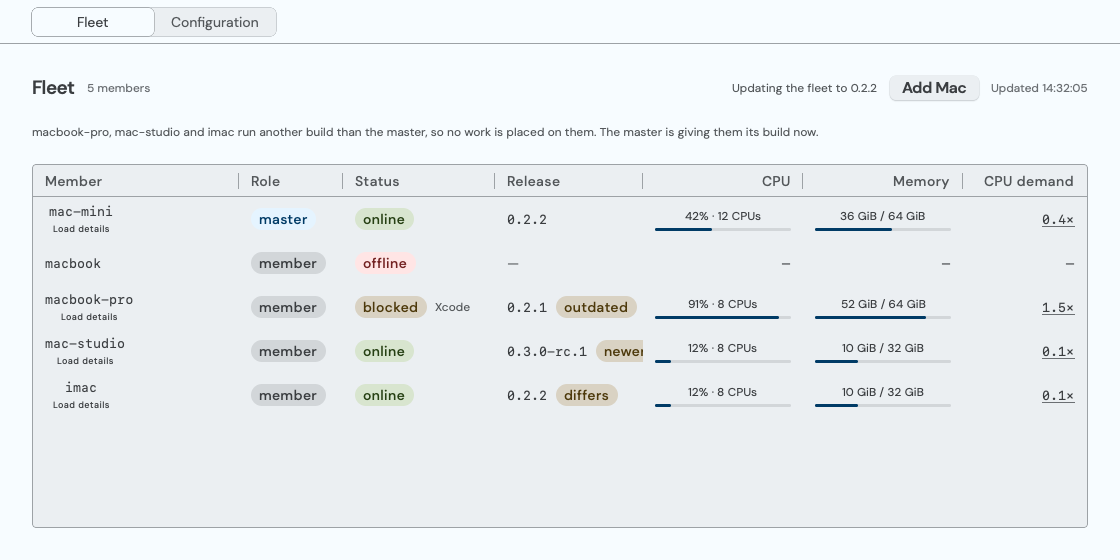 Fleet Configuration
Fleet 5 members Updating the fleet to 0.2.2 Add Mac Updated 14:32:05
macbook-pro, mac-studio and imac run another build than the master, so no work is placed on them. The master is giving them its build now.
Member Role Status Release CPU Memory CPU demand
mac-mini master online 0.2.2 42% · 12 CPUs 36 GiB / 64 GiB 0.4×
Load details
macbook member offline — — — —
macbook-pro member blocked Xcode 0.2.1 outdated 91% · 8 CPUs 52 GiB / 64 GiB 1.5×
Load details
mac-studio member online 0.3.0-rc.1 newer 12% · 8 CPUs 10 GiB / 32 GiB 0.1×
Load details
imac member online 0.2.2 differs 12% · 8 CPUs 10 GiB / 32 GiB 0.1×
Load details